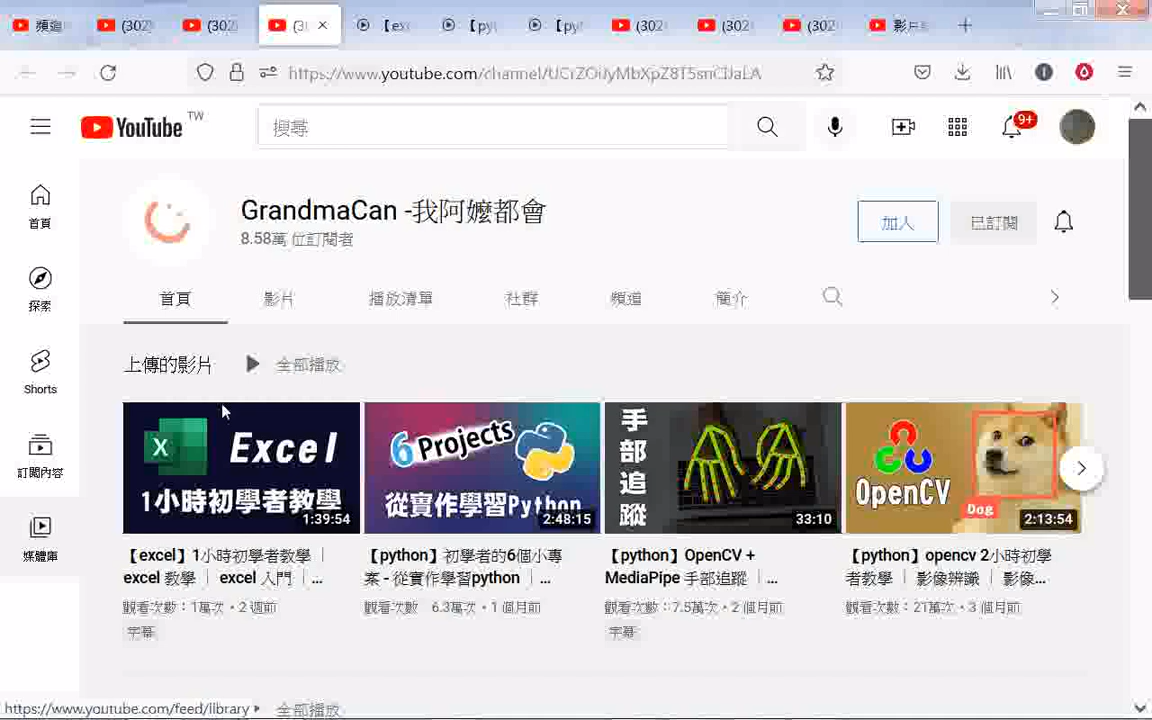 頻道
(302
(302
(3(
【exc
【py
【py
(302
(302
(302
影片
https://www.youtube.com/channel/
YouTube TW
搜尋
9+
首頁
探索
Shorts
訂閱內容
媒體庫
GrandmaCan -我阿嬤都會
8.58萬 位訂閱者
加入
已訂閱
首頁 影片 播放清單 社群 頻道 簡介
上傳的影片 全部播放
X Excel
1小時初學者教學
1:39:54
6 Projects
從實作學習Python
2:48:15
手部追蹤
33:10
OpenCV
Dog
2:13:54
【excel】1小時初學者教學 ｜
excel 教學 ｜ excel 入門 ｜...
觀看次數：1萬次 • 2 週前
字幕
【python】初學者的6個小專
案 - 從實作學習python ｜...
觀看次數 6.3萬次 • 1 個月前
【python】OpenCV +
MediaPipe 手部追蹤 ｜...
觀看次數：7.5萬次 • 2 個月前
字幕
【python】opencv 2小時初學
者教學 ｜ 影像辨識 ｜ 影像...
觀看次數：21萬次 • 3 個月前
https://www.youtube.com/feed/library
全部播放